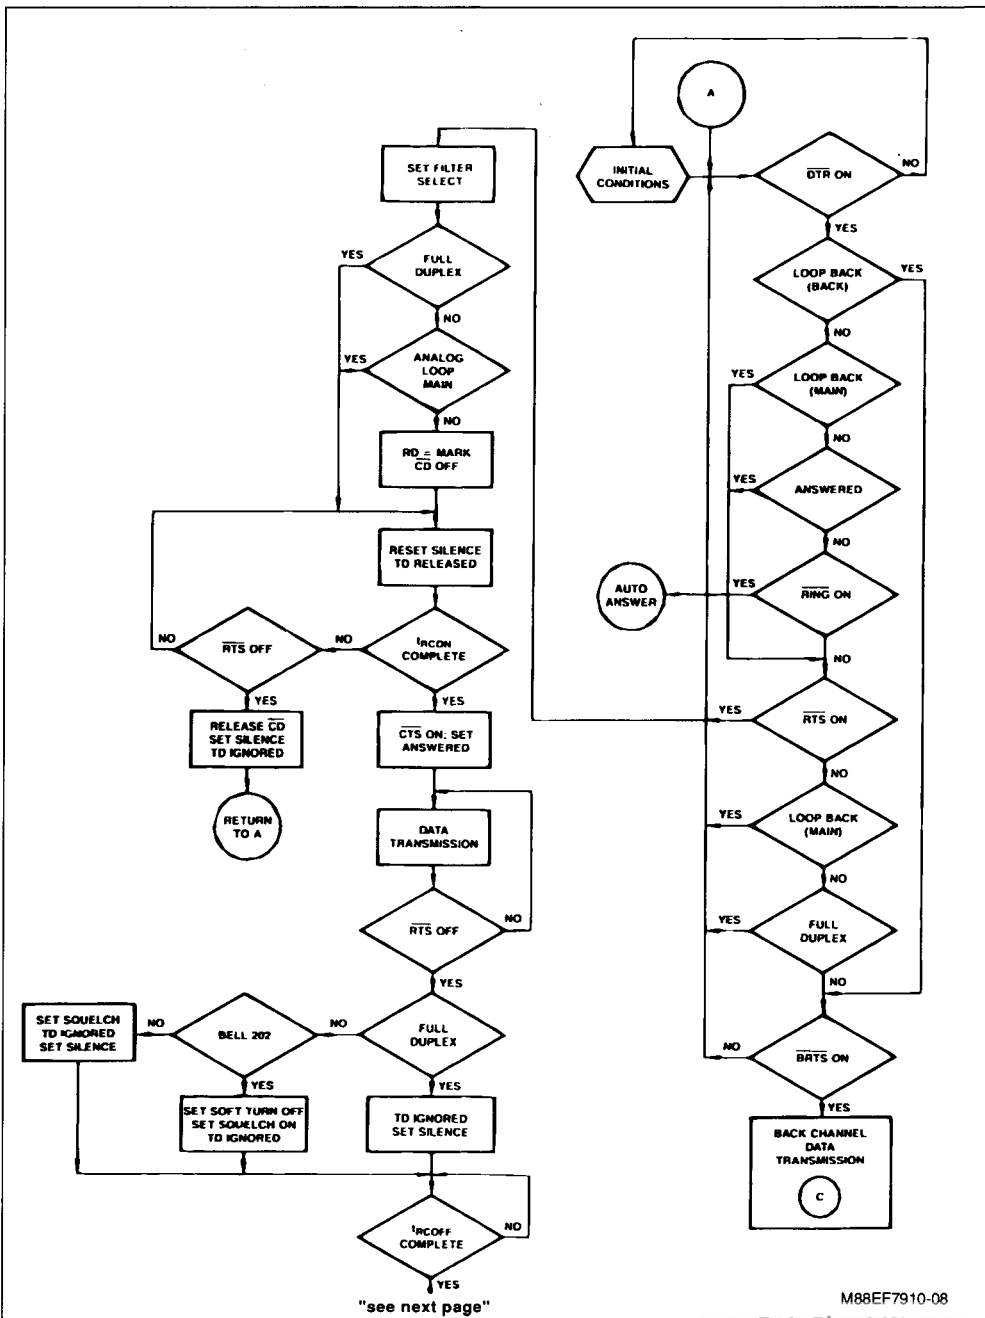 A
INITIAL
CONDITIONS
DTR ON
NO
YES
LOOP BACK
(BACK)
YES
NO
LOOP BACK
(MAIN)
YES
NO
ANSWERED
YES
NO
RING ON
YES
AUTO
ANSWER
NO
RTS ON
YES
NO
LOOP BACK
(MAIN)
YES
NO
FULL
DUPLEX
YES
NO
BRTS ON
NO
YES
BACK CHANNEL
DATA
TRANSMISSION
C
SET FILTER
SELECT
FULL
DUPLEX
YES
NO
ANALOG
LOOP
MAIN
YES
NO
RD = MARK
CD OFF
RESET SILENCE
TD RELEASED
tRCON
COMPLETE
NO
YES
RTS OFF
NO
YES
RELEASE CD
SET SILENCE
TD IGNORED
RETURN
TO A
CTS ON; SET
ANSWERED
DATA
TRANSMISSION
RTS OFF
NO
YES
FULL
DUPLEX
NO
YES
BELL 202
NO
YES
SET SQUELCH
TD IGNORED
SET SILENCE
SET SOFT TURN OFF
SET SQUELCH ON
TD IGNORED
TD IGNORED
SET SILENCE
tRCOFF
COMPLETE
NO
YES
"see next page"
M88EF7910-08